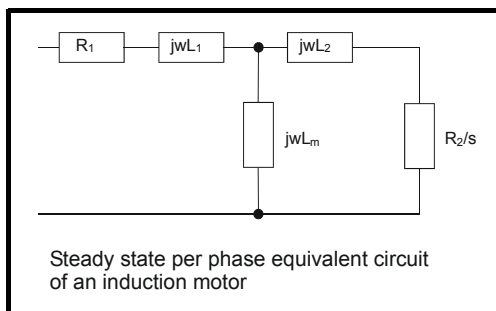 R₁ jwL₁ jwL₂
jwLₘ R₂/s
Steady state per phase equivalent circuit
of an induction motor